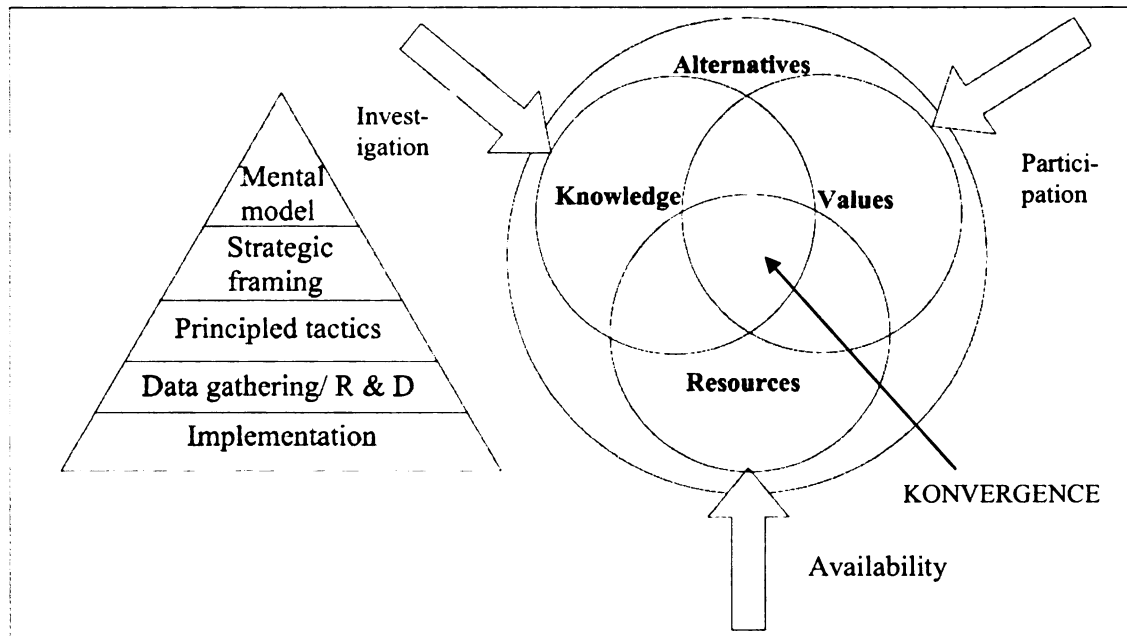 Mental
model
Strategic
framing
Principled tactics
Data gathering/ R & D
Implementation
Invest-
igation
Alternatives
Knowledge
Values
Resources
Partici-
pation
KONVERGENCE
Availability